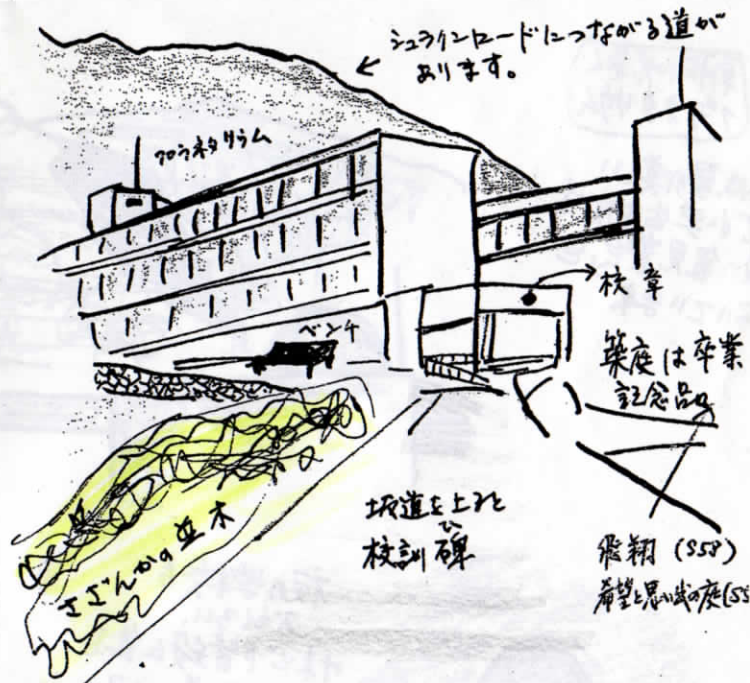 シュラインロードにつながる道が
あります。
プラネタリウム
校章
ベンチ
築庭は卒業
記念品
さざんかの並木
坂道を上ると
校訓碑
ひ
飛翔 (S58)
希望と思い出の庭(S5